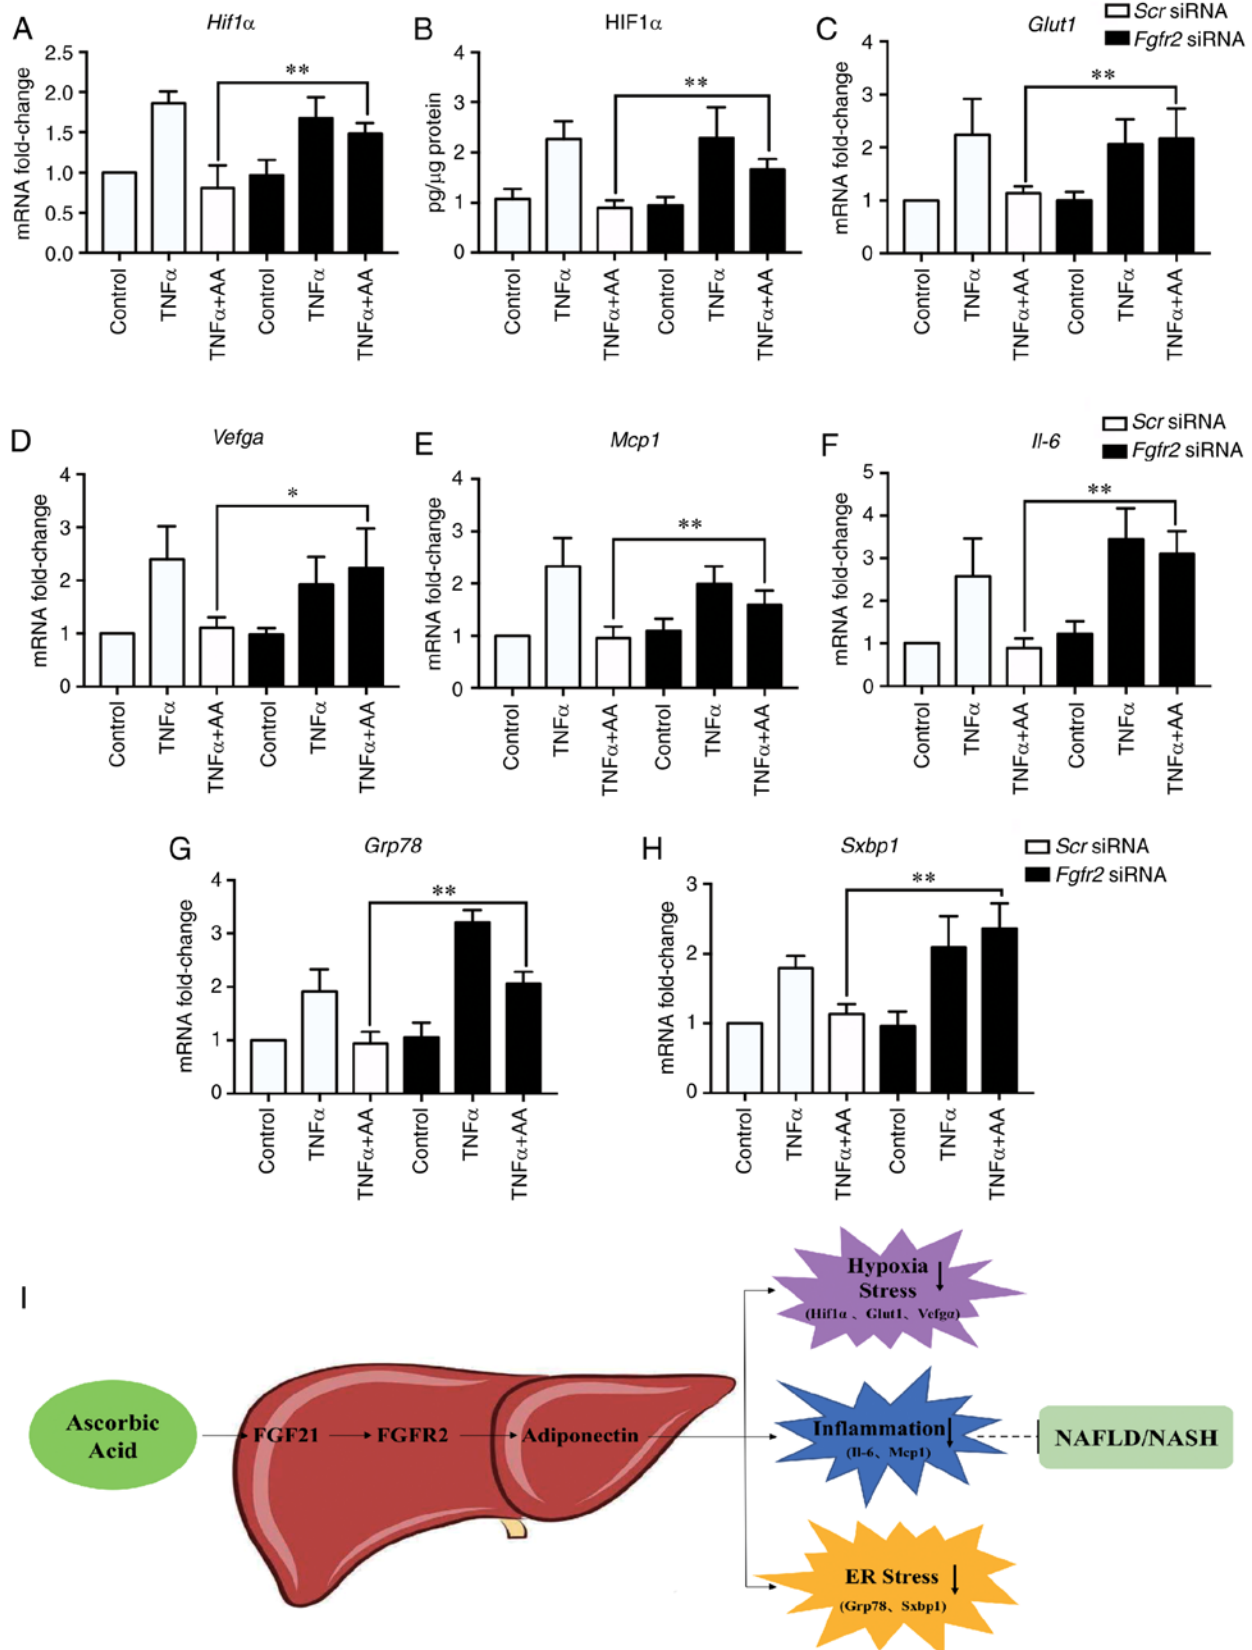 A
Hif1α
mRNA fold-change
2.5
2.0
1.5
1.0
0.5
0.0
**
Control
TNFα
TNFα+AA
Control
TNFα
TNFα+AA
B
HIF1α
pg/μg protein
4
3
2
1
0
**
Control
TNFα
TNFα+AA
Control
TNFα
TNFα+AA
C
Glut1
Scr siRNA
Fgfr2 siRNA
mRNA fold-change
4
3
2
1
0
**
Control
TNFα
TNFα+AA
Control
TNFα
TNFα+AA
D
Vefga
mRNA fold-change
4
3
2
1
0
*
Control
TNFα
TNFα+AA
Control
TNFα
TNFα+AA
E
Mcp1
mRNA fold-change
4
3
2
1
0
**
Control
TNFα
TNFα+AA
Control
TNFα
TNFα+AA
F
Il-6
Scr siRNA
Fgfr2 siRNA
mRNA fold-change
5
4
3
2
1
0
**
Control
TNFα
TNFα+AA
Control
TNFα
TNFα+AA
G
Grp78
mRNA fold-change
4
3
2
1
0
**
Control
TNFα
TNFα+AA
Control
TNFα
TNFα+AA
H
Sxbp1
Scr siRNA
Fgfr2 siRNA
mRNA fold-change
3
2
1
0
**
Control
TNFα
TNFα+AA
Control
TNFα
TNFα+AA
I
Ascorbic
Acid
FGF21
FGFR2
Adiponectin
Hypoxia
Stress
(Hif1α 、Glut1、Vefgα)
Inflammation
(Il-6、Mcp1)
ER Stress
(Grp78、Sxbp1)
NAFLD/NASH